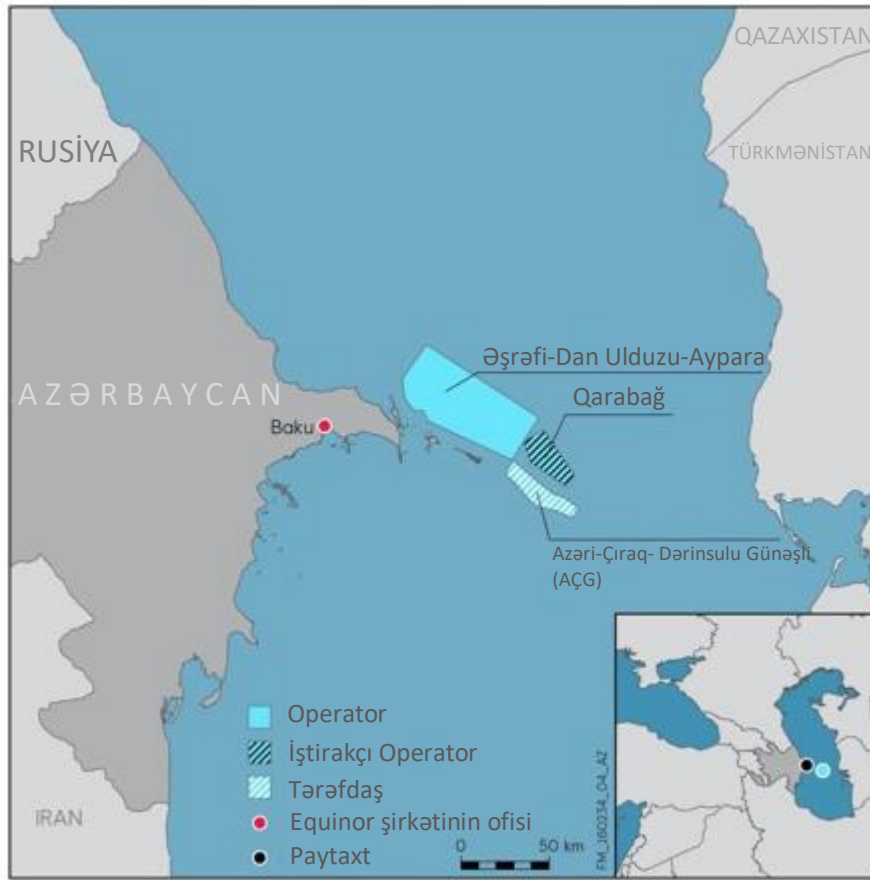 QAZAXISTAN
RUSİYA
TÜRKMƏNİSTAN
Əşrəfi-Dan Ulduzu-Aypara
AZƏRBAYCAN
Qarabağ
Baku
Azəri-Çıraq- Dərinsulu Günəşli
(AÇG)
Operator
İştirakçı Operator
Tərəfdaş
IRAN
Equinor şirkətinin ofisi
Paytaxt
0 50 km
FM_160234_04_AZ